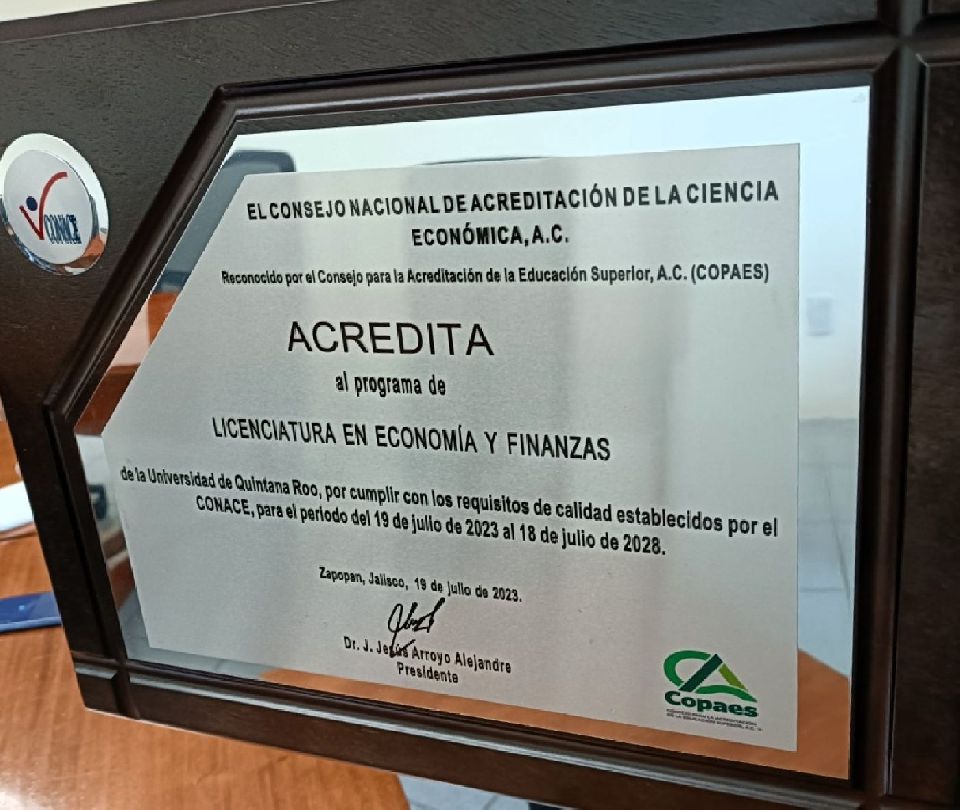 CONACE
EL CONSEJO NACIONAL DE ACREDITACIÓN DE LA CIENCIA
ECONÓMICA, A.C.
Reconocido por el Consejo para la Acreditación de la Educación Superior, A.C. (COPAES)
ACREDITA
al programa de
LICENCIATURA EN ECONOMÍA Y FINANZAS
de la Universidad de Quintana Roo, por cumplir con los requisitos de calidad establecidos por el
CONACE, para el periodo del 19 de julio de 2023 al 18 de julio de 2028.
Zapopan, Jalisco, 19 de julio de 2023.
Dr. J. Jesús Arroyo Alejandre
Presidente
Copaes